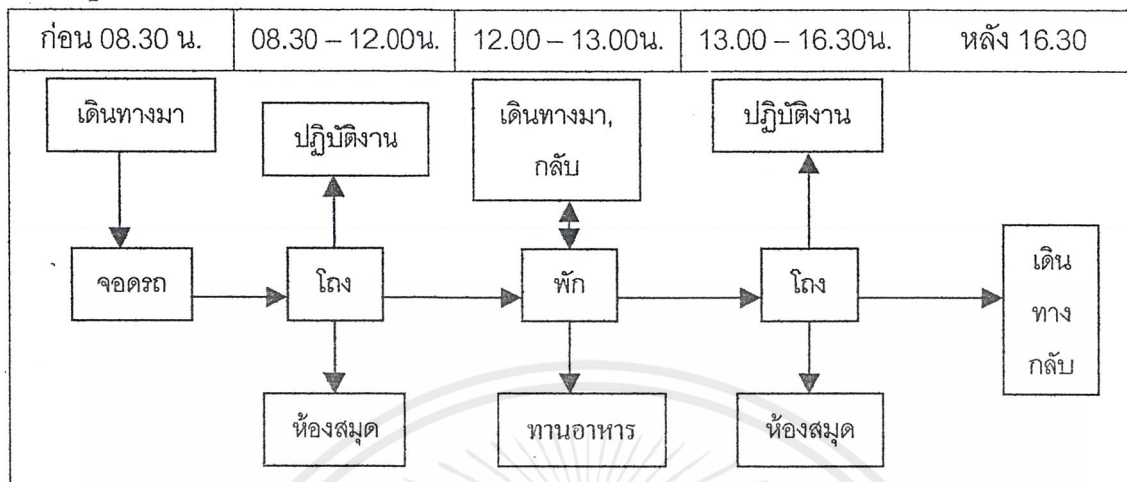 ก่อน 08.30 น.
08.30 – 12.00น.
12.00 – 13.00น.
13.00 – 16.30น.
หลัง 16.30
เดินทางมา
ปฏิบัติงาน
เดินทางมา,
กลับ
ปฏิบัติงาน
จอดรถ
โถง
พัก
โถง
เดิน
ทาง
กลับ
ห้องสมุด
ทานอาหาร
ห้องสมุด